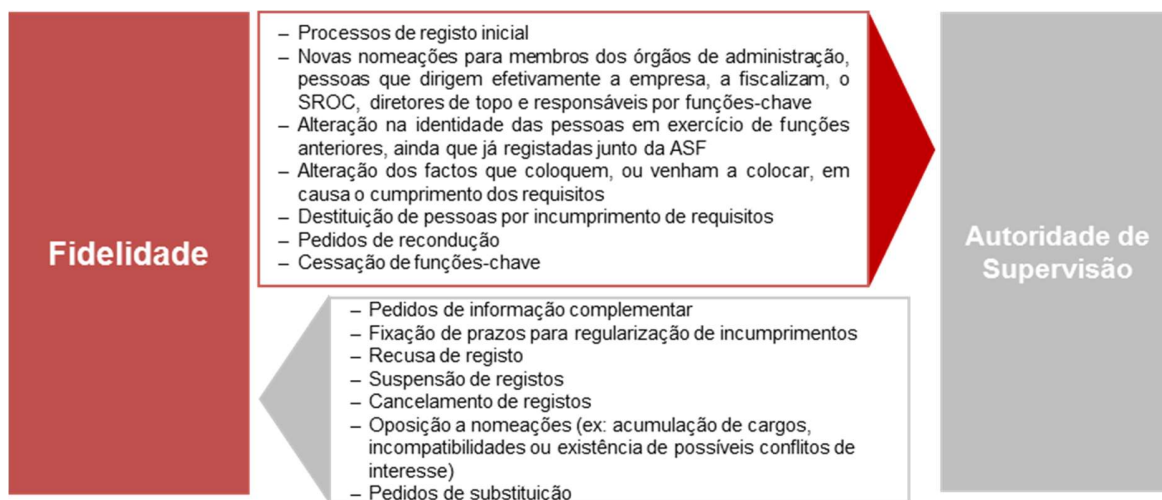 Fidelidade
– Processos de registo inicial
– Novas nomeações para membros dos órgãos de administração,
pessoas que dirigem efetivamente a empresa, a fiscalizam, o
SROC, diretores de topo e responsáveis por funções-chave
– Alteração na identidade das pessoas em exercício de funções
anteriores, ainda que já registadas junto da ASF
– Alteração dos factos que coloquem, ou venham a colocar, em
causa o cumprimento dos requisitos
– Destituição de pessoas por incumprimento de requisitos
– Pedidos de recondução
– Cessação de funções-chave
– Pedidos de informação complementar
– Fixação de prazos para regularização de incumprimentos
– Recusa de registo
– Suspensão de registos
– Cancelamento de registos
– Oposição a nomeações (ex: acumulação de cargos,
incompatibilidades ou existência de possíveis conflitos de
interesse)
– Pedidos de substituição
Autoridade de
Supervisão